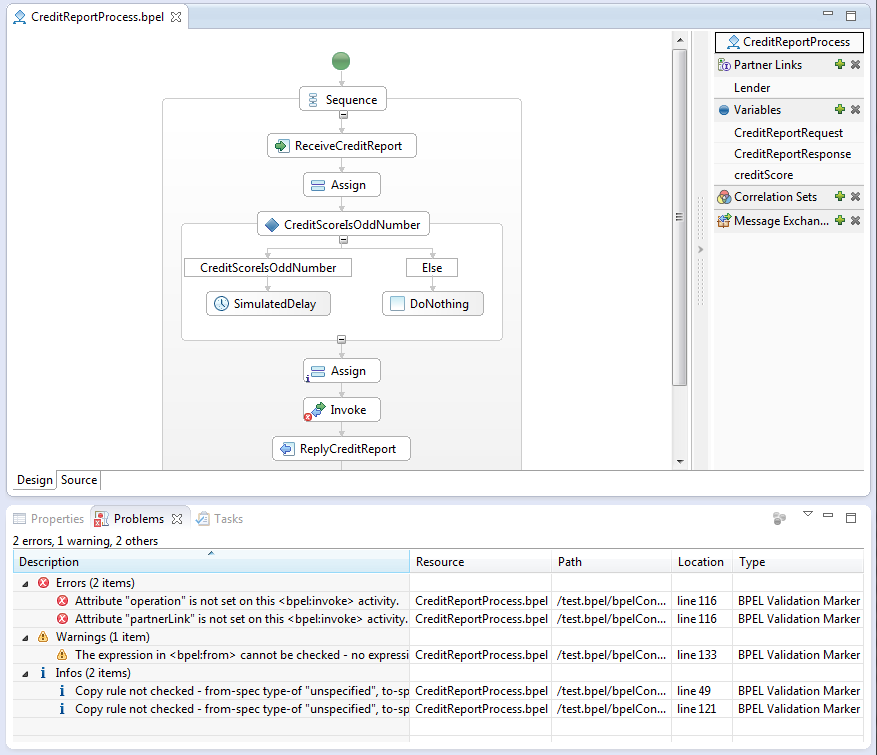 CreditReportProcess.bpel
CreditReportProcess
Partner Links
Lender
Variables
CreditReportRequest
CreditReportResponse
creditScore
Correlation Sets
Message Exchan...
Sequence
ReceiveCreditReport
Assign
CreditScoreIsOddNumber
CreditScoreIsOddNumber Else
SimulatedDelay DoNothing
Assign
Invoke
ReplyCreditReport
Design Source
Properties Problems Tasks
2 errors, 1 warning, 2 others
Description Resource Path Location Type
Errors (2 items)
Attribute "operation" is not set on this <bpel:invoke> activity. CreditReportProcess.bpel /test.bpel/bpelCon... line 116 BPEL Validation Marker
Attribute "partnerLink" is not set on this <bpel:invoke> activity. CreditReportProcess.bpel /test.bpel/bpelCon... line 116 BPEL Validation Marker
Warnings (1 item)
The expression in <bpel:from> cannot be checked - no expressi CreditReportProcess.bpel /test.bpel/bpelCon... line 133 BPEL Validation Marker
Infos (2 items)
Copy rule not checked - from-spec type-of "unspecified", to-sp CreditReportProcess.bpel /test.bpel/bpelCon... line 49 BPEL Validation Marker
Copy rule not checked - from-spec type-of "unspecified", to-sp CreditReportProcess.bpel /test.bpel/bpelCon... line 121 BPEL Validation Marker